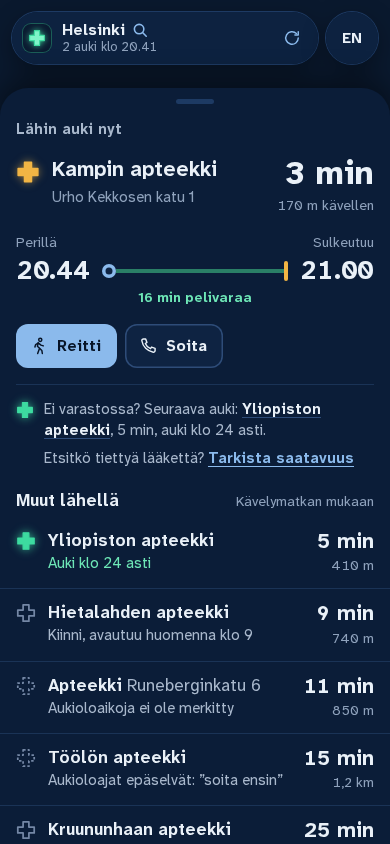 Helsinki
2 auki klo 20.41
EN
Lähin auki nyt
Kampin apteekki
3 min
Urho Kekkosen katu 1
170 m kävellen
Perillä
Sulkeutuu
20.44
21.00
16 min pelivaraa
Reitti
Soita
Ei varastossa? Seuraava auki: Yliopiston
apteekki, 5 min, auki klo 24 asti.
Etsitkö tiettyä lääkettä? Tarkista saatavuus
Muut lähellä
Kävelymatkan mukaan
Yliopiston apteekki
5 min
Auki klo 24 asti
410 m
Hietalahden apteekki
9 min
Kiinni, avautuu huomenna klo 9
740 m
Apteekki Runeberginkatu 6
11 min
Aukioloaikoja ei ole merkitty
850 m
Töölön apteekki
15 min
Aukioloajat epäselvät: ”soita ensin”
1,2 km
Kruununhaan apteekki
25 min